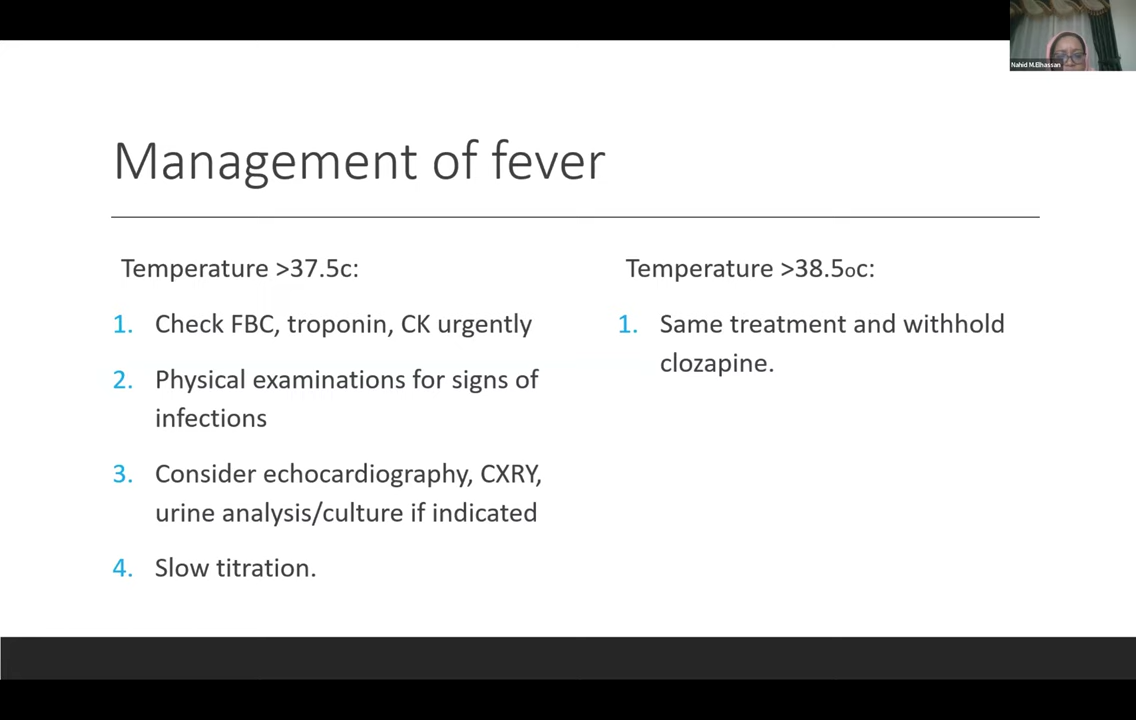 Nahid M.Elhassan
Management of fever
Temperature >37.5c:
1. Check FBC, troponin, CK urgently
2. Physical examinations for signs of
infections
3. Consider echocardiography, CXRY,
urine analysis/culture if indicated
4. Slow titration.
Temperature >38.5oc:
1. Same treatment and withhold
clozapine.